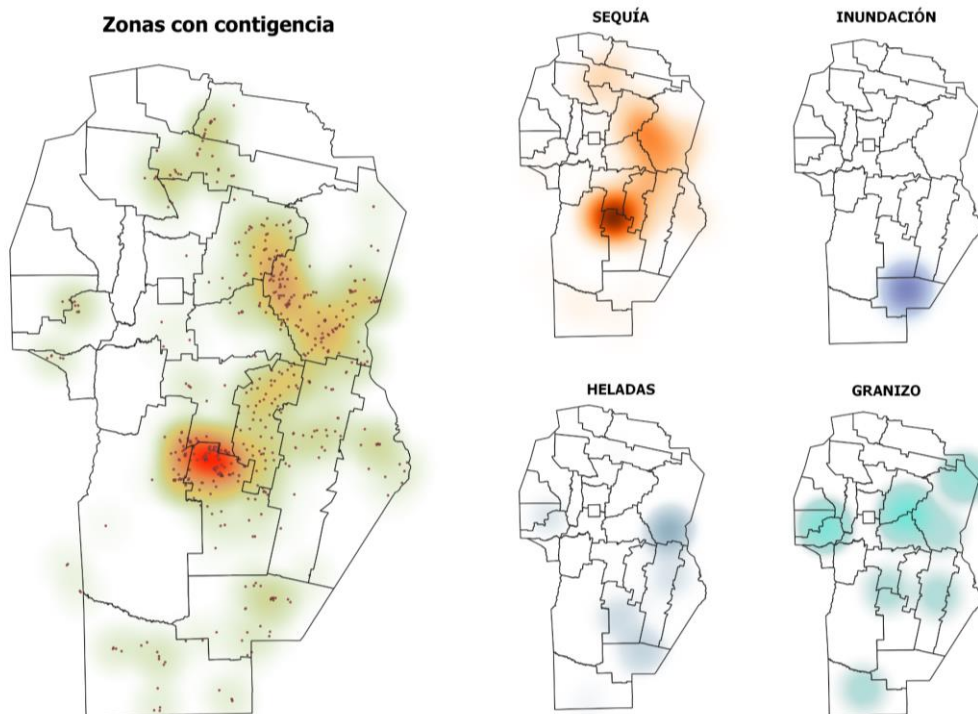 Zonas con contigencia
SEQUÍA
INUNDACIÓN
HELADAS
GRANIZO